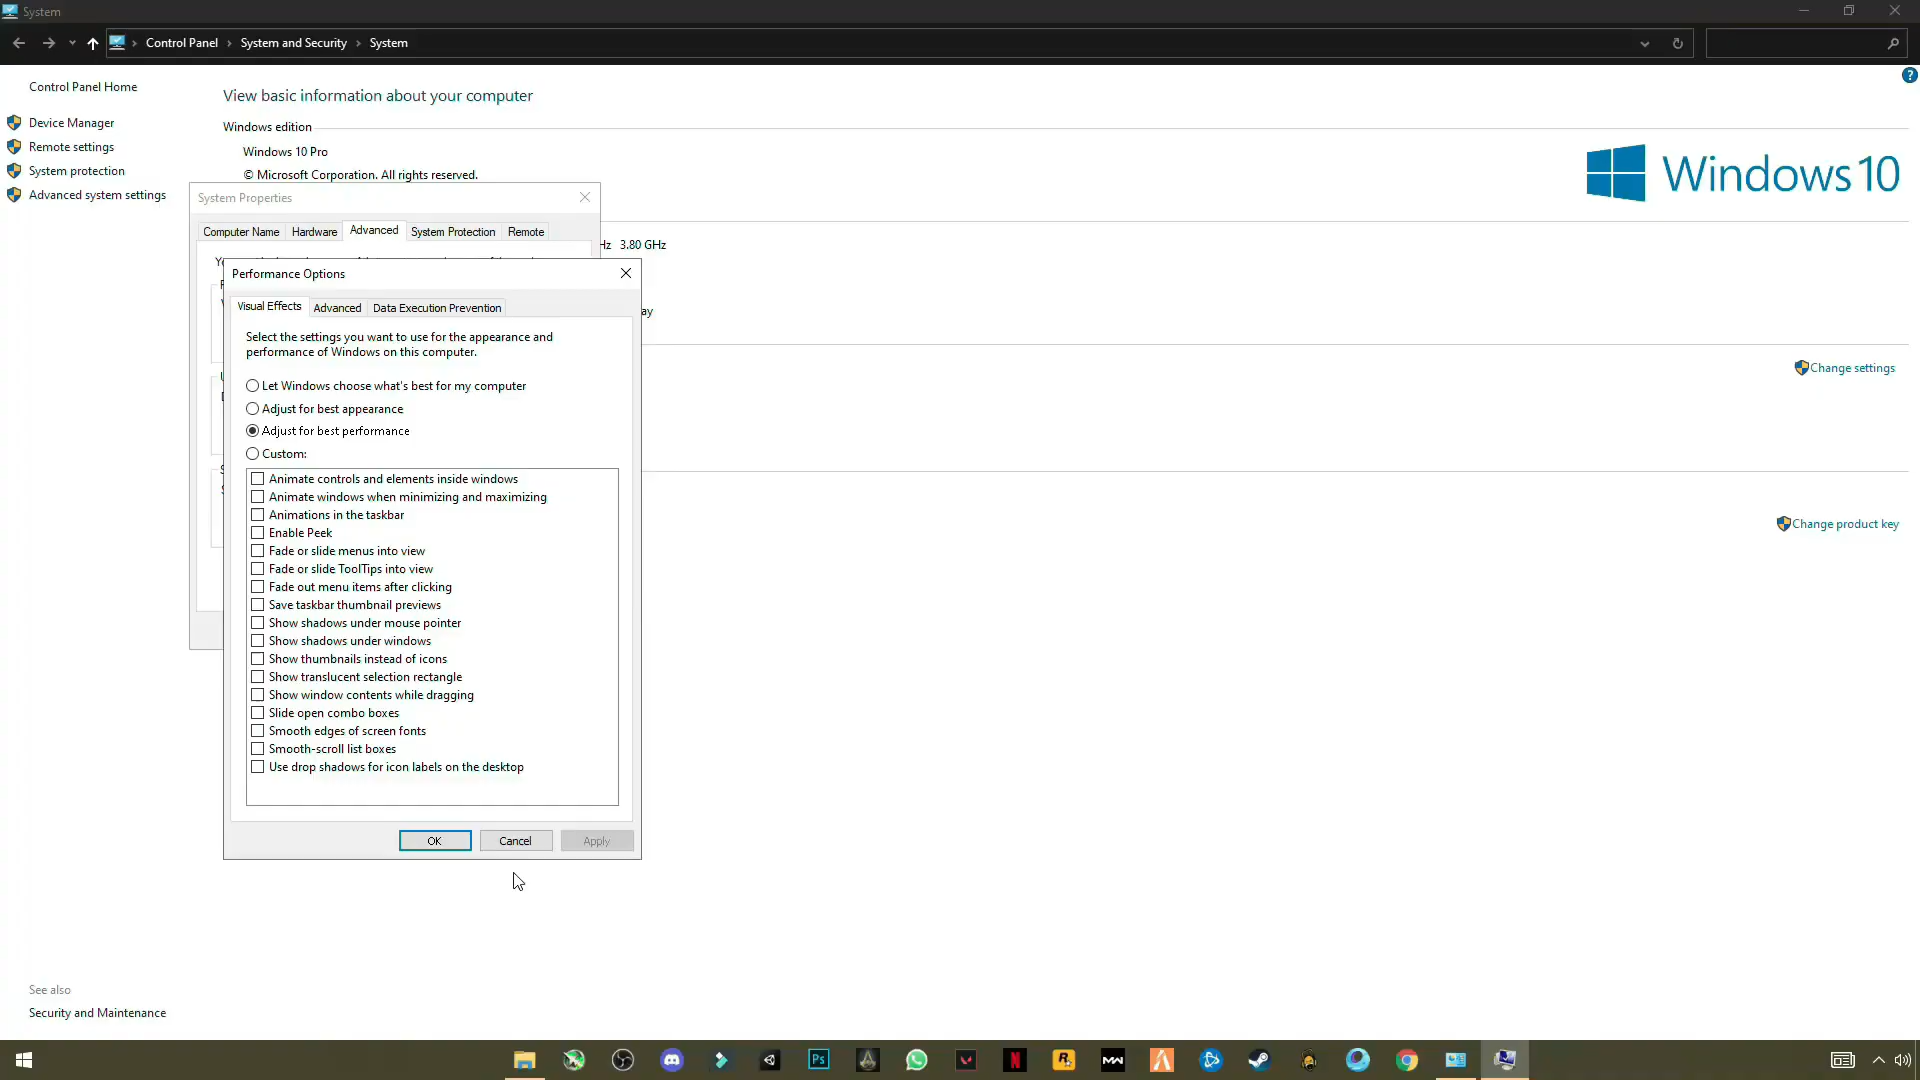 System
Control Panel > System and Security > System
Control Panel Home
Device Manager
Remote settings
System protection
Advanced system settings
View basic information about your computer
Windows edition
Windows 10 Pro
© Microsoft Corporation. All rights reserved.
Windows 10
System Properties
Computer Name
Hardware
Advanced
System Protection
Remote
Hz 3.80 GHz
ay
Change settings
Change product key
Performance Options
Visual Effects
Advanced
Data Execution Prevention
Select the settings you want to use for the appearance and
performance of Windows on this computer.
Let Windows choose what's best for my computer
Adjust for best appearance
Adjust for best performance
Custom:
Animate controls and elements inside windows
Animate windows when minimizing and maximizing
Animations in the taskbar
Enable Peek
Fade or slide menus into view
Fade or slide ToolTips into view
Fade out menu items after clicking
Save taskbar thumbnail previews
Show shadows under mouse pointer
Show shadows under windows
Show thumbnails instead of icons
Show translucent selection rectangle
Show window contents while dragging
Slide open combo boxes
Smooth edges of screen fonts
Smooth-scroll list boxes
Use drop shadows for icon labels on the desktop
OK
Cancel
Apply
See also
Security and Maintenance
Ps